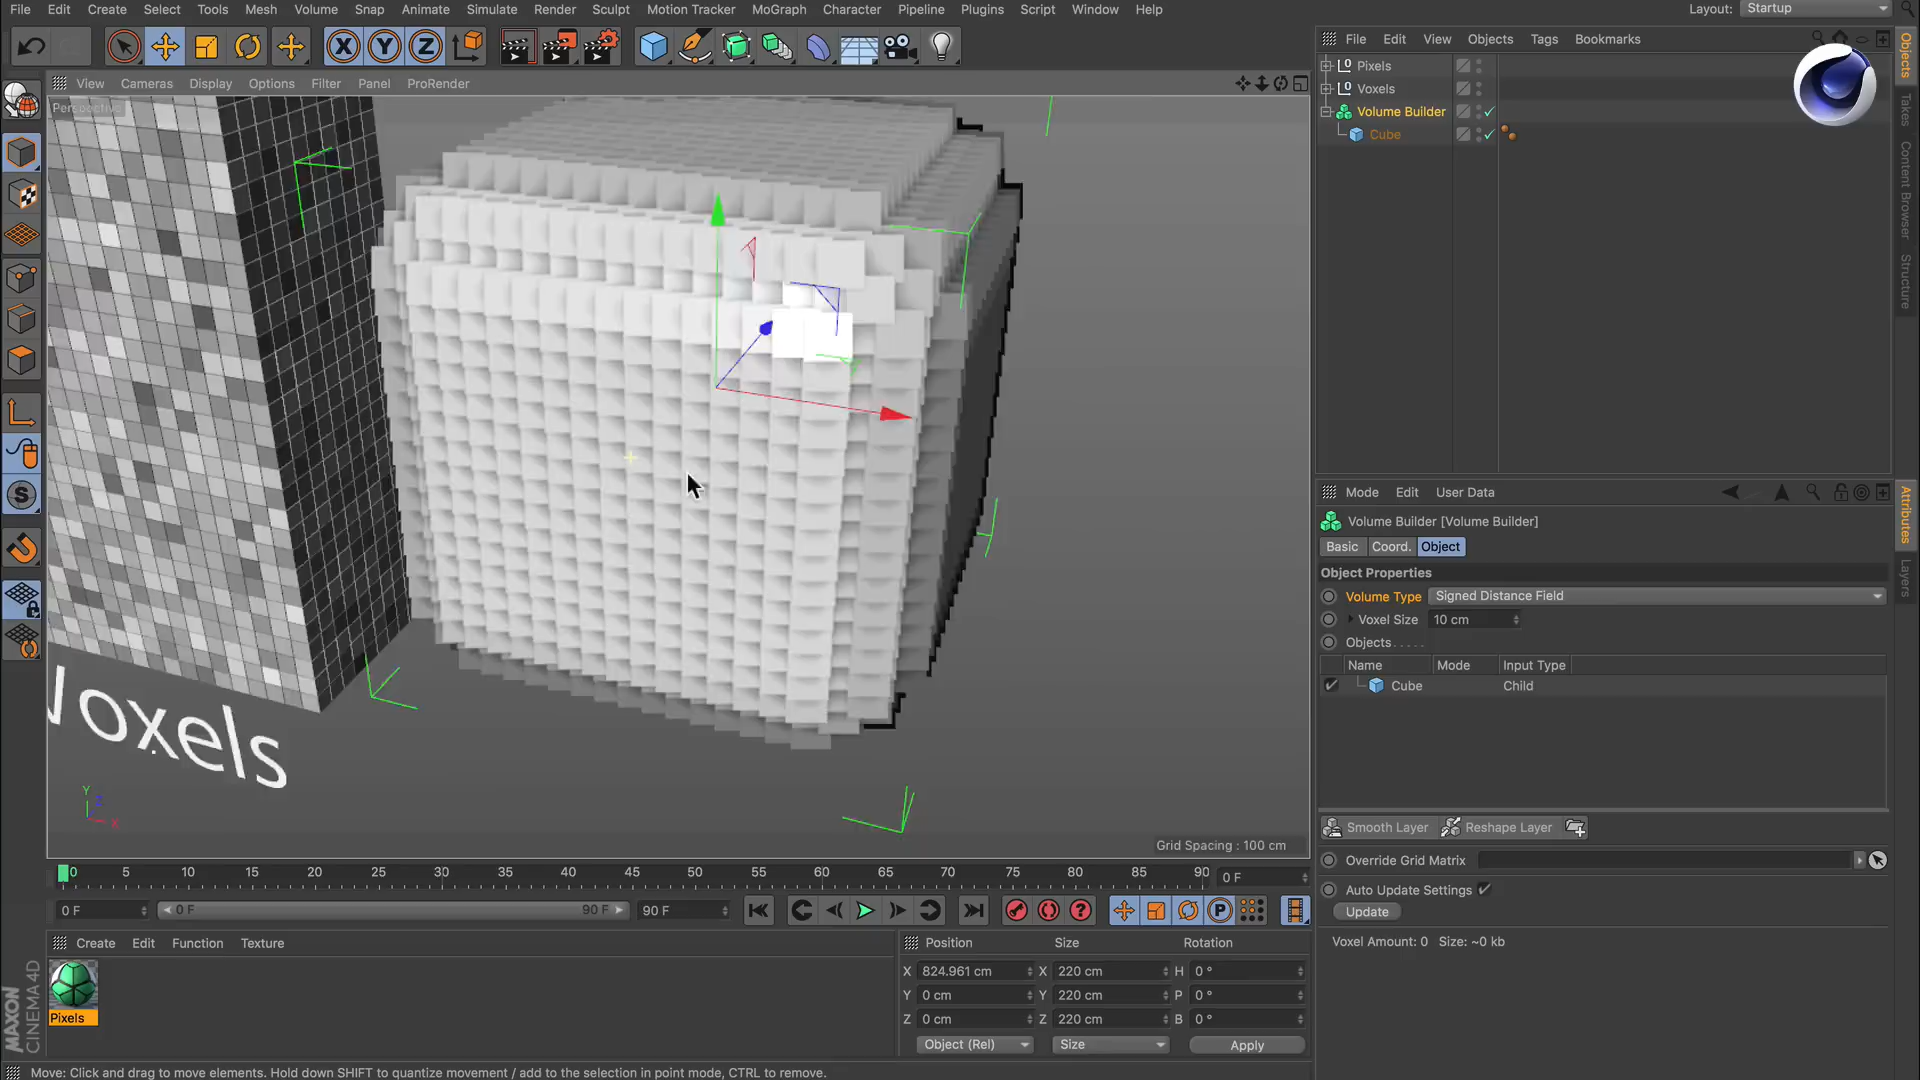 File Edit Create Select Tools Mesh Volume Snap Animate Simulate Render Sculpt Motion Tracker MoGraph Character Pipeline Plugins Script Window Help
Layout: Startup
View Cameras Display Options Filter Panel ProRender
Perspective
Voxels
Grid Spacing : 100 cm
Y
Z
X
File Edit View Objects Tags Bookmarks
Pixels
Voxels
Volume Builder
Cube
Objects
Takes
Content Browser
Structure
Mode Edit User Data
Volume Builder [Volume Builder]
Basic Coord. Object
Object Properties
Volume Type Signed Distance Field
Voxel Size 10 cm
Objects . . . . .
Name Mode Input Type
Cube Child
Smooth Layer Reshape Layer
Override Grid Matrix
Auto Update Settings
Update
Voxel Amount: 0 Size: ~0 kb
Attributes
Layers
0 5 10 15 20 25 30 35 40 45 50 55 60 65 70 75 80 85 90 0 F
0 F 0 F 90 F 90 F
Create Edit Function Texture
Pixels
Position Size Rotation
X 824.961 cm X 220 cm H 0 °
Y 0 cm Y 220 cm P 0 °
Z 0 cm Z 220 cm B 0 °
Object (Rel) Size Apply
MAXON
CINEMA 4D
Move: Click and drag to move elements. Hold down SHIFT to quantize movement / add to the selection in point mode, CTRL to remove.